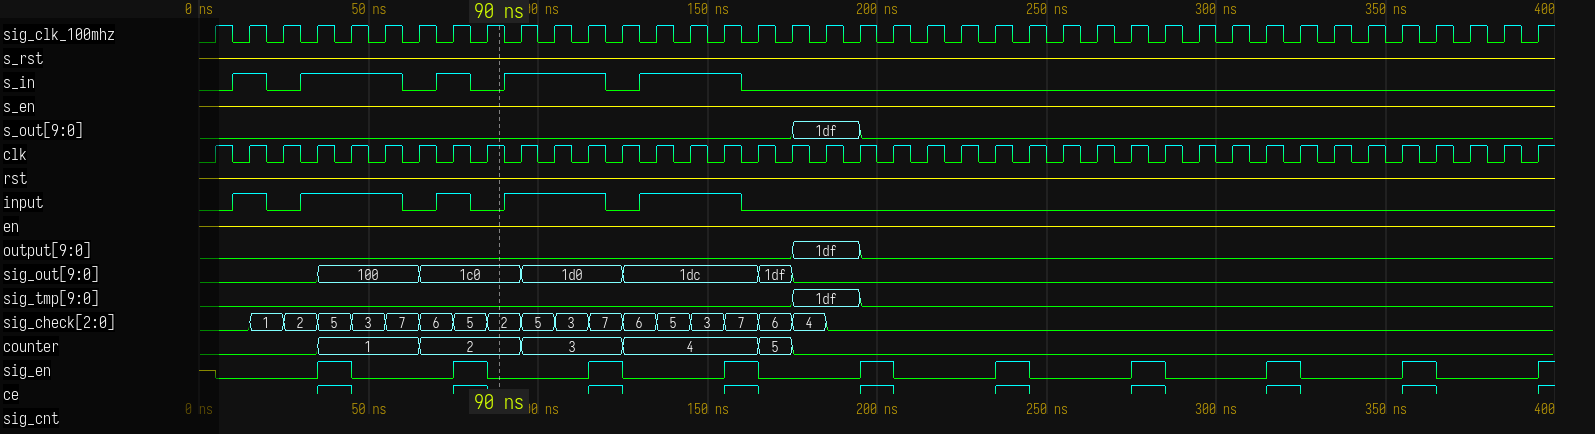 0 ns 50 ns 90 ns 00 ns 150 ns 200 ns 250 ns 300 ns 350 ns 400
sig_clk_100mhz
s_rst
s_in
s_en
s_out[9:0] 1df
clk
rst
input
en
output[9:0] 1df
sig_out[9:0] 100 1c0 1d0 1dc 1df
sig_tmp[9:0] 1df
sig_check[2:0] 1 2 5 3 7 6 5 2 5 3 7 6 5 3 7 6 4
counter 1 2 3 4 5
sig_en
ce
0 ns 50 ns 90 ns 00 ns 150 ns 200 ns 250 ns 300 ns 350 ns 400
sig_cnt